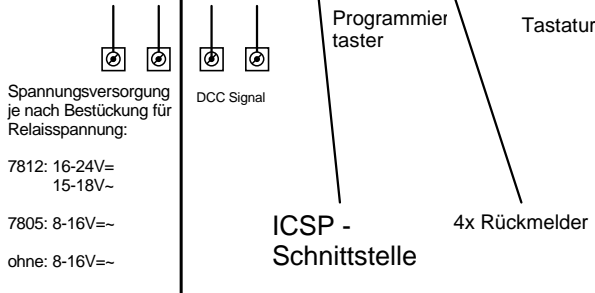 Programmier
taster
Tastatur
Spannungsversorgung
je nach Bestückung für
Relaisspannung:
DCC Signal
7812: 16-24V=
15-18V~
7805: 8-16V=~
ohne: 8-16V=~
ICSP -
Schnittstelle
4x Rückmelder